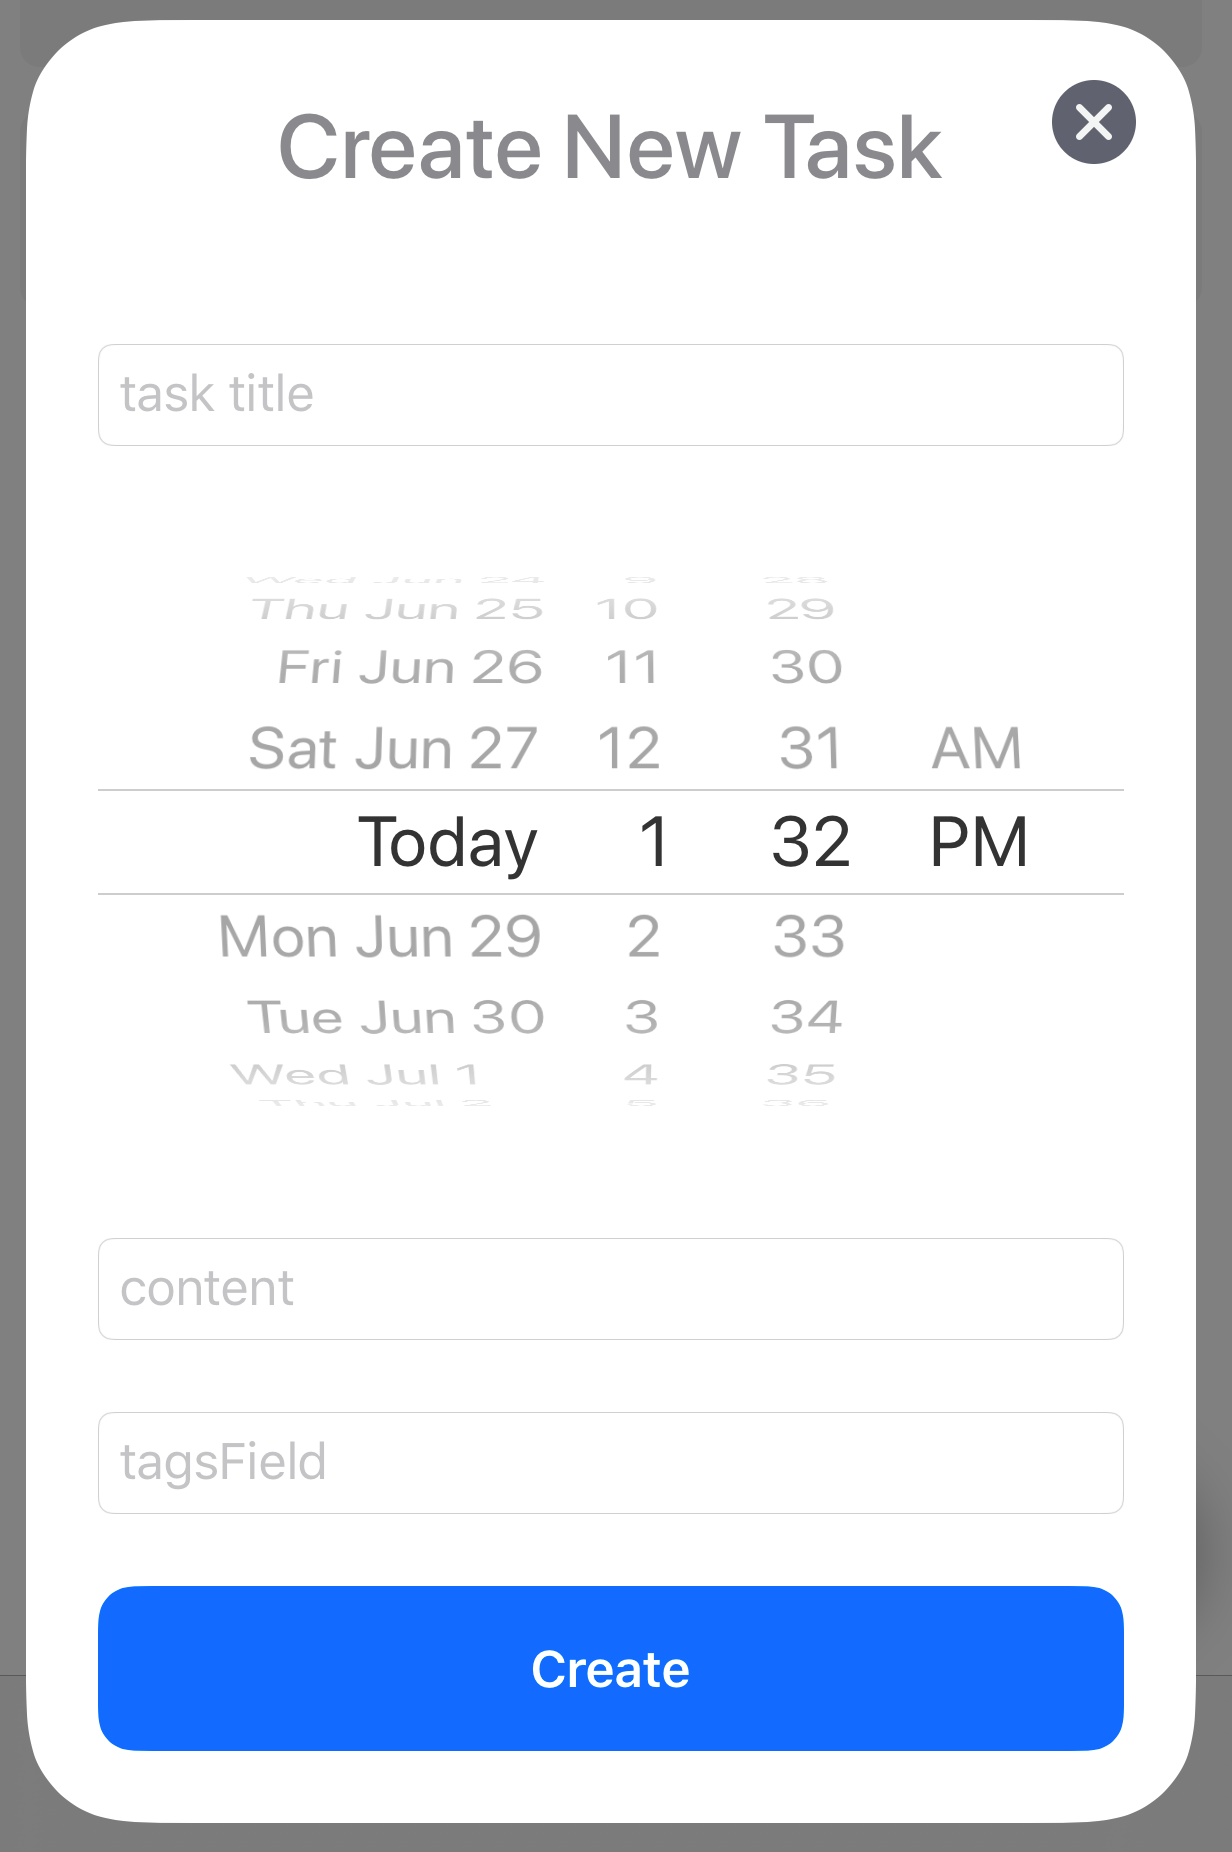 Create New Task
task title
Wed Jun 24 9 28
Thu Jun 25 10 29
Fri Jun 26 11 30
Sat Jun 27 12 31 AM
Today 1 32 PM
Mon Jun 29 2 33
Tue Jun 30 3 34
Wed Jul 1 4 35
Thu Jul 2 5 36
content
tagsField
Create